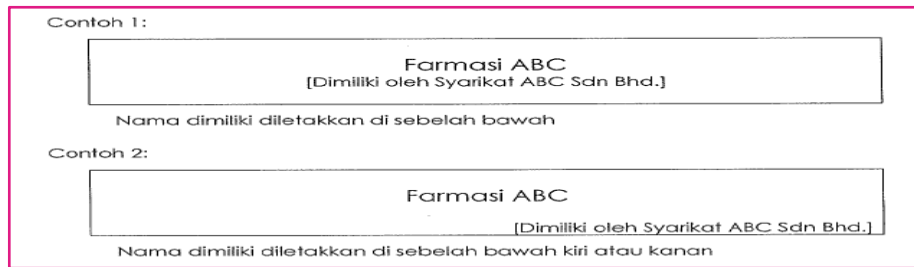 Contoh 1:
Farmasi ABC
[Dimiliki oleh Syarikat ABC Sdn Bhd.]
Nama dimiliki diletakkan di sebelah bawah
Contoh 2:
Farmasi ABC
[Dimiliki oleh Syarikat ABC Sdn Bhd.]
Nama dimiliki diletakkan di sebelah bawah kiri atau kanan